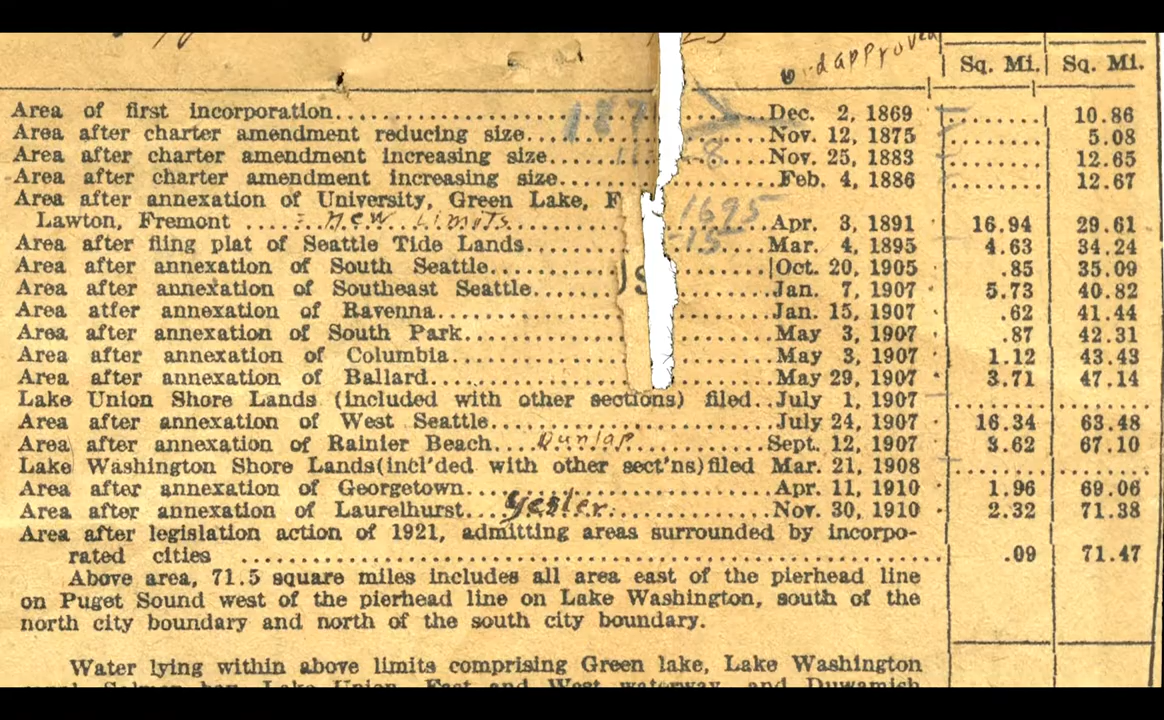 approved
Sq. Mi. Sq. Mi.
Area of first incorporation............................ Dec. 2, 1869 ........ 10.86
Area after charter amendment reducing size............. Nov. 12, 1875 5.08
Area after charter amendment increasing size........... Nov. 25, 1883 ........ 12.65
Area after charter amendment increasing size........... Feb. 4, 1886 ........ 12.67
Area after annexation of University, Green Lake, F
Lawton, Fremont .... New Limits ........ Apr. 3, 1891 16.94 29.61
Area after filing plat of Seattle Tide Lands........ Mar. 4, 1895 4.63 34.24
Area after annexation of South Seattle........ Oct. 20, 1905 .85 35.09
Area after annexation of Southeast Seattle........ Jan. 7, 1907 5.73 40.82
Area atfer annexation of Ravenna........ Jan. 15, 1907 .62 41.44
Area after annexation of South Park........ May 3, 1907 .87 42.31
Area after annexation of Columbia........ May 3, 1907 1.12 43.43
Area after annexation of Ballard........ May 29, 1907 3.71 47.14
Lake Union Shore Lands (included with other sections) filed..July 1, 1907 ........ ........
Area after annexation of West Seattle........ July 24, 1907 16.34 63.48
Area after annexation of Rainier Beach... Dunlap ........ Sept. 12, 1907 3.62 67.10
Lake Washington Shore Lands(incl'ded with other sect'ns)filed Mar. 21, 1908 ........ ........
Area after annexation of Georgetown........ Apr. 11, 1910 1.96 69.06
Area after annexation of Laurelhurst... Yesler ........ Nov. 30, 1910 2.32 71.38
Area after legislation action of 1921, admitting areas surrounded by incorpo-
rated cities ........ .09 71.47
Above area, 71.5 square miles includes all area east of the pierhead line
on Puget Sound west of the pierhead line on Lake Washington, south of the
north city boundary and north of the south city boundary.
Water lying within above limits comprising Green lake, Lake Washington
Salmon bay, Lake Union, East and West waterway, and Duwamish